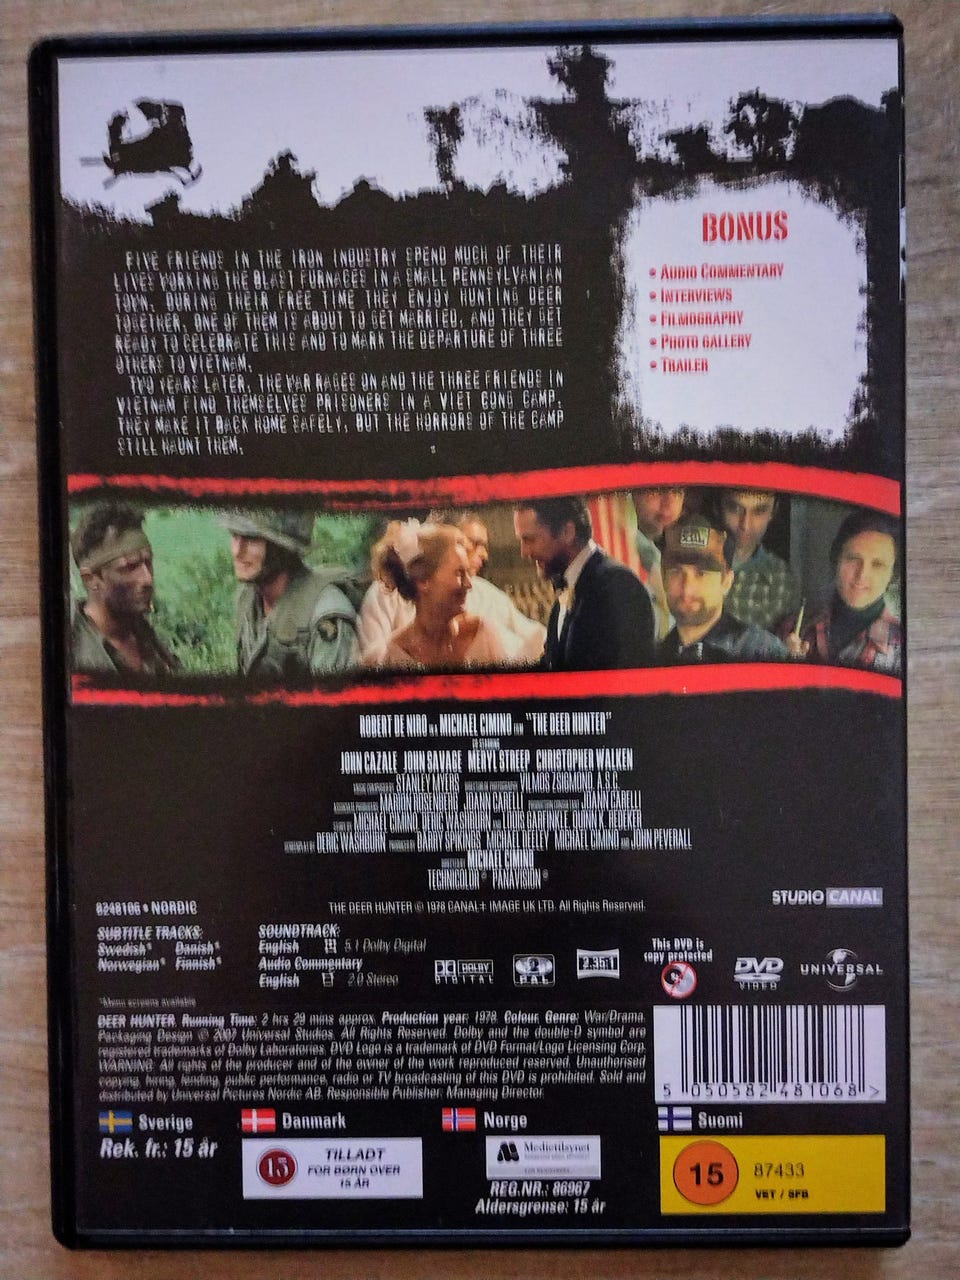 FIVE FRIENDS IN THE IRON INDUSTRY SPEND MUCH OF THEIR
LIVES WORKING THE BLAST FURNACES IN A SMALL PENNSYLVANIAN
TOWN. DURING THEIR FREE TIME THEY ENJOY HUNTING DEER
TOGETHER. ONE OF THEM IS ABOUT TO GET MARRIED, AND THEY GET
READY TO CELEBRATE THIS AND TO MARK THE DEPARTURE OF THREE
OTHERS TO VIETNAM.
TWO YEARS LATER, THE WAR RAGES ON AND THE THREE FRIENDS IN
VIETNAM FIND THEMSELVES PRISONERS IN A VIET CONG CAMP.
THEY MAKE IT BACK HOME SAFELY, BUT THE HORRORS OF THE CAMP
STILL HAUNT THEM.
BONUS
• AUDIO COMMENTARY
• INTERVIEWS
• FILMOGRAPHY
• PHOTO GALLERY
• TRAILER
ROBERT DE NIRO IN A MICHAEL CIMINO FILM "THE DEER HUNTER"
CO STARRING
JOHN CAZALE JOHN SAVAGE MERYL STREEP CHRISTOPHER WALKEN
STANLEY MYERS VILMOS ZSIGMOND, A.S.C.
MARION ROSENBERG JOANN CARELLI JOANN CARELLI
MICHAEL CIMINO, DERIC WASHBURN AND LOUIS GARFINKLE, QUINN K. REDEKER
DERIC WASHBURN BARRY SPIKINGS MICHAEL DEELEY MICHAEL CIMINO AND JOHN PEVERALL
MICHAEL CIMINO
TECHNICOLOR® PANAVISION®
8248106 • NORDIC
THE DEER HUNTER © 1978 CANAL+ IMAGE UK LTD. All Rights Reserved.
STUDIO CANAL
SUBTITLE TRACKS:
Swedish* Danish*
Norwegian* Finnish*
*Menu screens available
SOUNDTRACK:
English 5.1 Dolby Digital
Audio Commentary
English 2.0 Stereo
DOLBY
DIGITAL
2
PAL
2.35:1
This DVD is
copy protected
DVD
VIDEO
UNIVERSAL
DEER HUNTER. Running Time: 2 hrs 29 mins approx. Production year: 1978. Colour. Genre: War/Drama.
Packaging Design © 2007 Universal Studios. All Rights Reserved. Dolby and the double-D symbol are
registered trademarks of Dolby Laboratories. DVD Logo is a trademark of DVD Format/Logo Licensing Corp.
WARNING: All rights of the producer and of the owner of the work reproduced reserved. Unauthorised
copying, hiring, lending, public performance, radio or TV broadcasting of this DVD is prohibited. Sold and
distributed by Universal Pictures Nordic AB. Responsible Publisher: Managing Director.
5 050582 481068 >
Sverige
Rek. fr.: 15 år
Danmark
15
TILLADT
FOR BØRN OVER
15 ÅR
Norge
Medietilsynet
REG.NR.: 86967
Aldersgrense: 15 år
Suomi
15
87433
VET / SFB